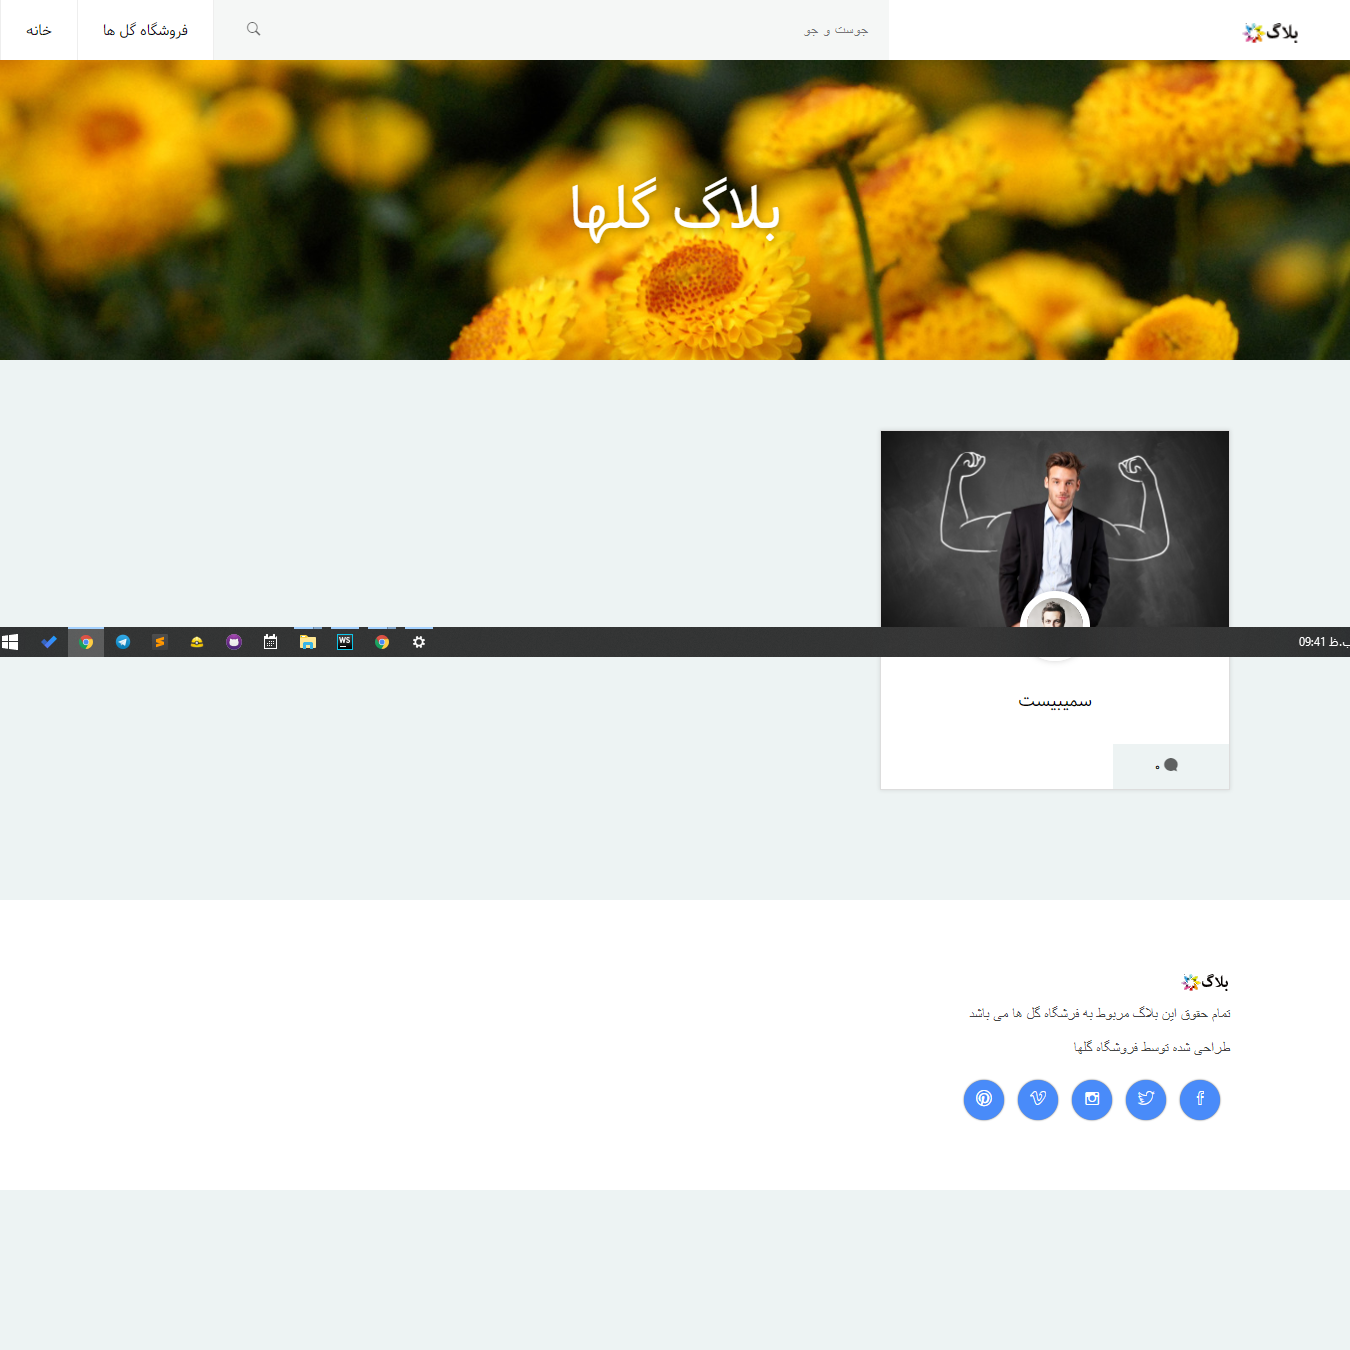 بلاگ
جوست و جو
فروشگاه گل ها
خانه
بلاگ گلها
WS
09:41 ب.ظ
سمیبیست
۰
بلاگ
تمام حقوق این بلاگ مربوط به فرشگاه گل ها می باشد
طراحی شده توسط فروشگاه گلها